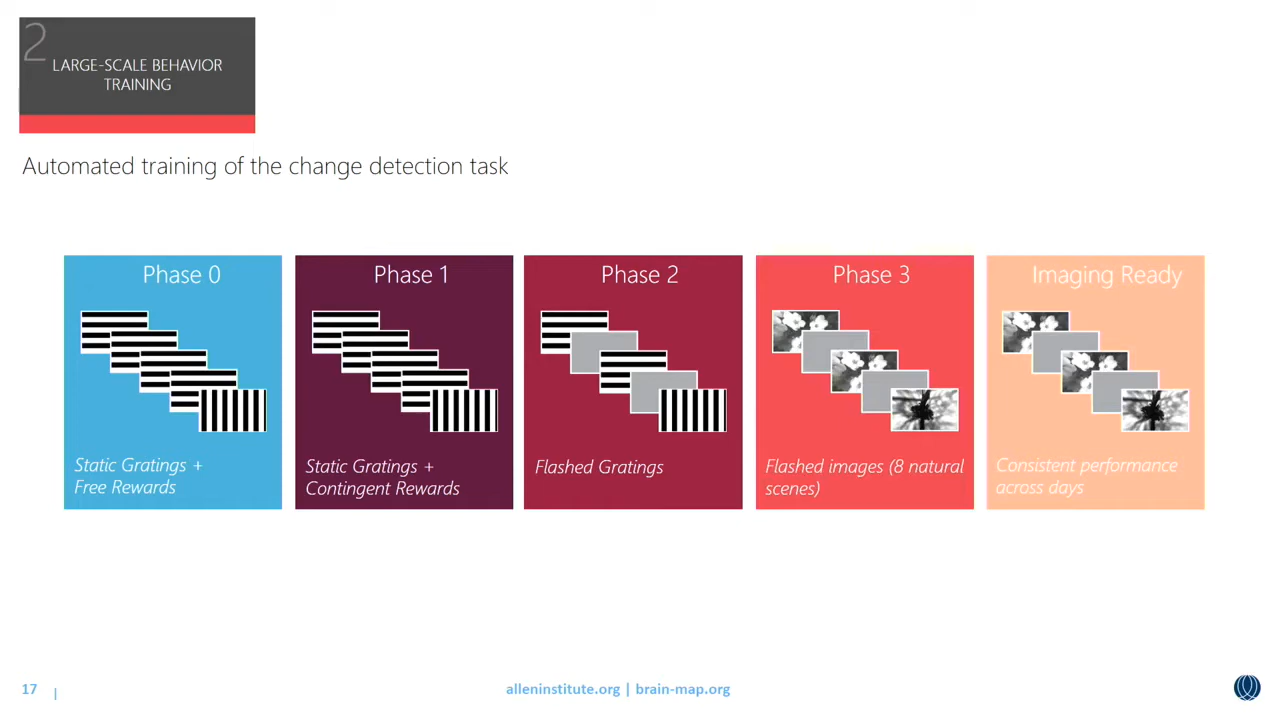 2
LARGE-SCALE BEHAVIOR
TRAINING
Automated training of the change detection task
Phase 0
Static Gratings +
Free Rewards
Phase 1
Static Gratings +
Contingent Rewards
Phase 2
Flashed Gratings
Phase 3
Flashed images (8 natural
scenes)
Imaging Ready
Consistent performance
across days
17 |
alleninstitute.org | brain-map.org